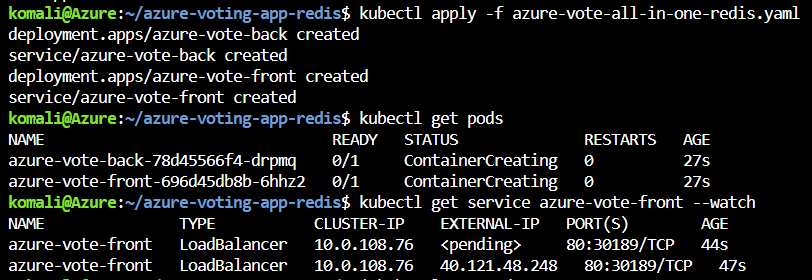 komali@Azure:~/azure-voting-app-redis$ kubectl apply -f azure-vote-all-in-one-redis.yaml
deployment.apps/azure-vote-back created
service/azure-vote-back created
deployment.apps/azure-vote-front created
service/azure-vote-front created
komali@Azure:~/azure-voting-app-redis$ kubectl get pods
NAME READY STATUS RESTARTS AGE
azure-vote-back-78d45566f4-drpmq 0/1 ContainerCreating 0 27s
azure-vote-front-696d45db8b-6hhz2 0/1 ContainerCreating 0 27s
komali@Azure:~/azure-voting-app-redis$ kubectl get service azure-vote-front --watch
NAME TYPE CLUSTER-IP EXTERNAL-IP PORT(S) AGE
azure-vote-front LoadBalancer 10.0.108.76 <pending> 80:30189/TCP 44s
azure-vote-front LoadBalancer 10.0.108.76 40.121.48.248 80:30189/TCP 47s